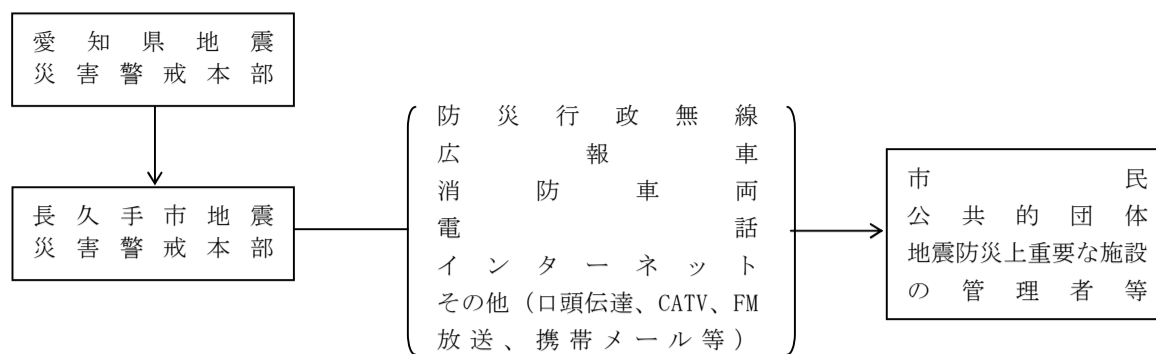 愛知県地震
災害警戒本部
長久手市地震
災害警戒本部
防災行政無線
広報車
消防車両
電話
インターネット
その他（口頭伝達、CATV、FM
放送、携帯メール等）
市民
公共的団体
地震防災上重要な施設
の管理者等